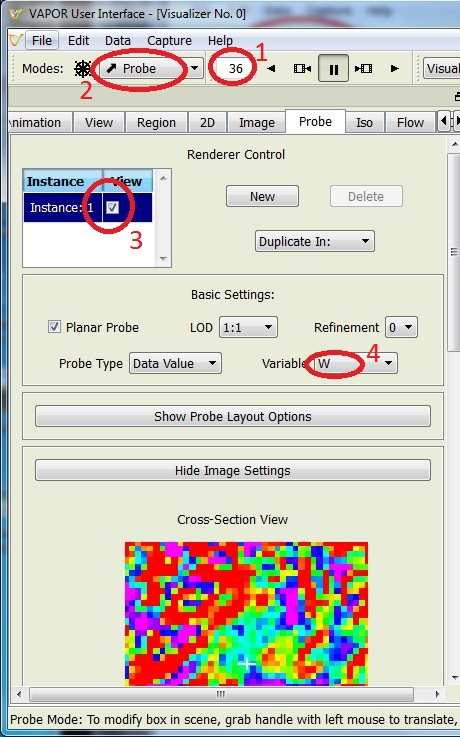 VAPOR User Interface - [Visualizer No. 0]
File Edit Data Capture Help
1
Modes: Probe 36 Visual
2
nimation View Region 2D Image Probe Iso Flow
Renderer Control
Instance View
Instance: 1
3
New Delete
Duplicate In:
Basic Settings:
Planar Probe LOD 1:1 Refinement 0
4
Probe Type Data Value Variable W
Show Probe Layout Options
Hide Image Settings
Cross-Section View
Probe Mode: To modify box in scene, grab handle with left mouse to translate,